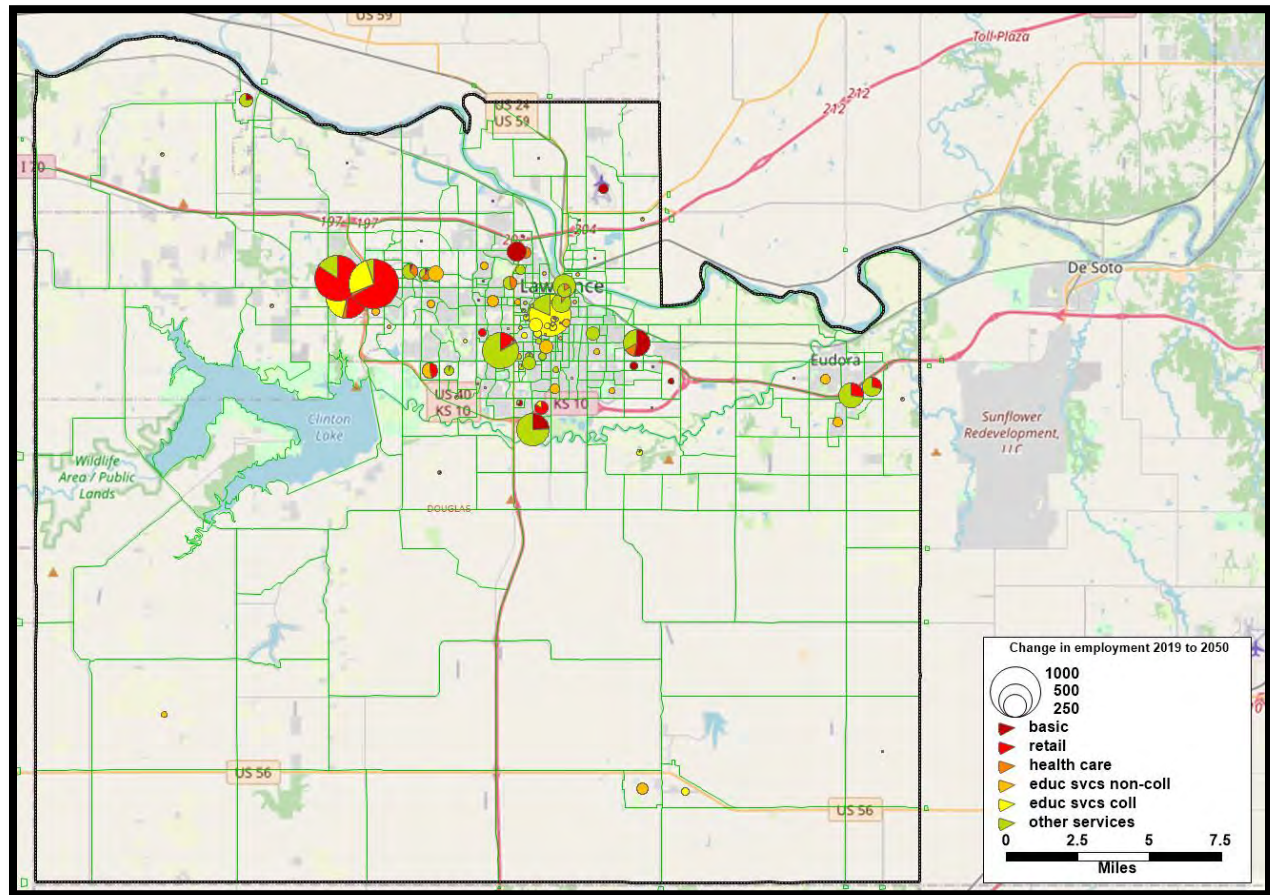 US 59
Toll Plaza
212
212
US 24
US 59
I 70
197
197
204
De Soto
Lawrence
Eudora
US 40
KS 10
KS 10
Clinton
Lake
Sunflower
Redevelopment,
LLC
Wildlife
Area / Public
Lands
DOUGLAS
US 56
US 56
Change in employment 2019 to 2050
1000
500
250
basic
retail
health care
educ svcs non-coll
educ svcs coll
other services
0 2.5 5 7.5
Miles